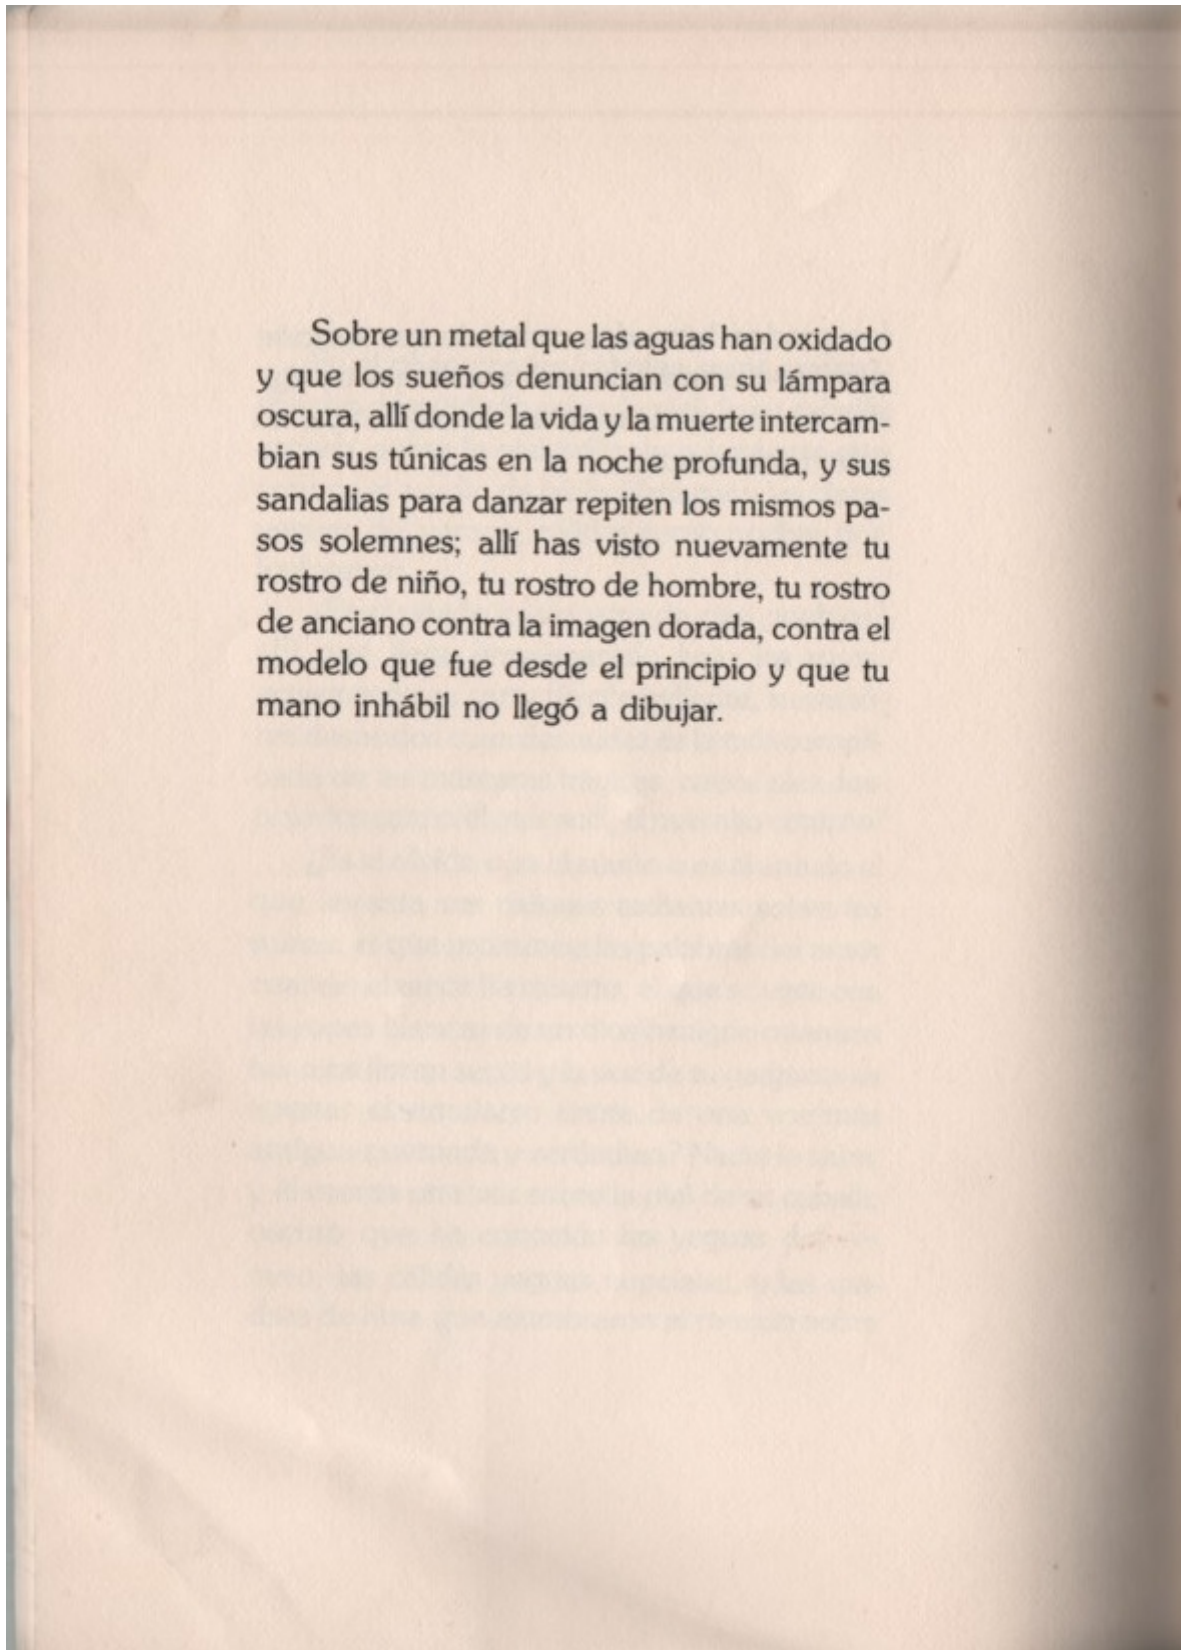 Sobre un metal que las aguas han oxidado
y que los sueños denuncian con su lámpara
oscura, allí donde la vida y la muerte intercam-
bian sus túnicas en la noche profunda, y sus
sandalias para danzar repiten los mismos pa-
sos solemnes; allí has visto nuevamente tu
rostro de niño, tu rostro de hombre, tu rostro
de anciano contra la imagen dorada, contra el
modelo que fue desde el principio y que tu
mano inhábil no llegó a dibujar.